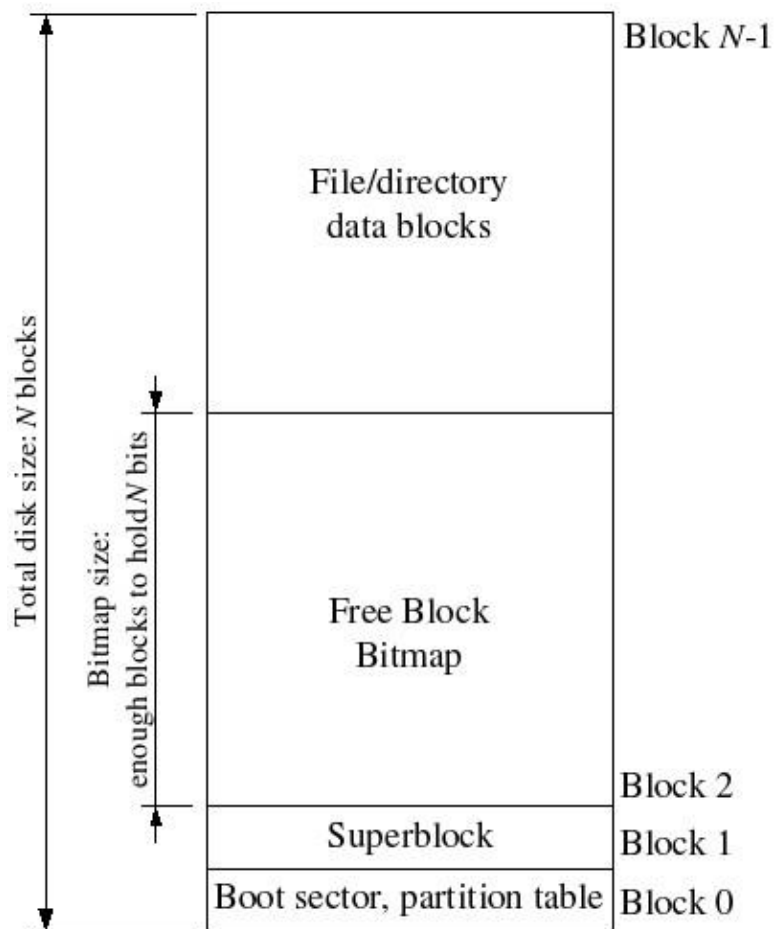 Block N-1
File/directory
data blocks
Total disk size: N blocks
Bitmap size:
enough blocks to hold N bits
Free Block
Bitmap
Block 2
Superblock
Block 1
Boot sector, partition table
Block 0